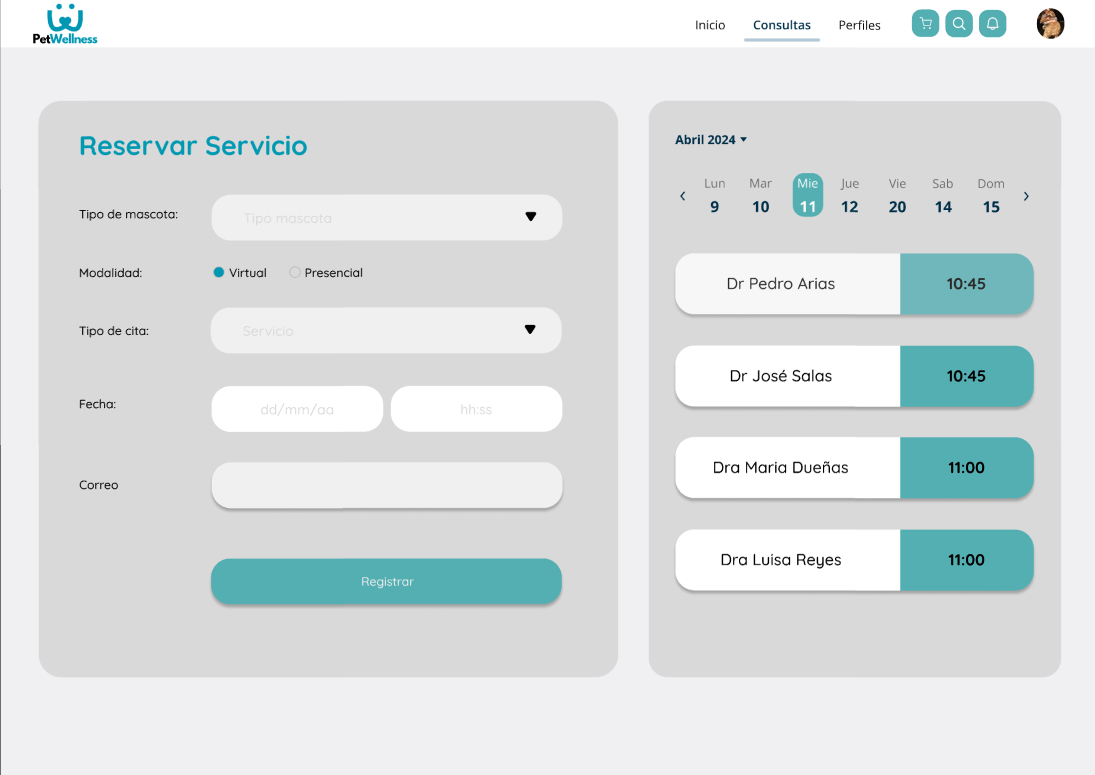 PetWellness
Inicio Consultas Perfiles
Reservar Servicio
Tipo de mascota: Tipo mascota
Modalidad: Virtual Presencial
Tipo de cita: Servicio
Fecha: dd/mm/aa hh:ss
Correo
Registrar
Abril 2024
Lun Mar Mie Jue Vie Sab Dom
9 10 11 12 20 14 15
Dr Pedro Arias 10:45
Dr José Salas 10:45
Dra Maria Dueñas 11:00
Dra Luisa Reyes 11:00